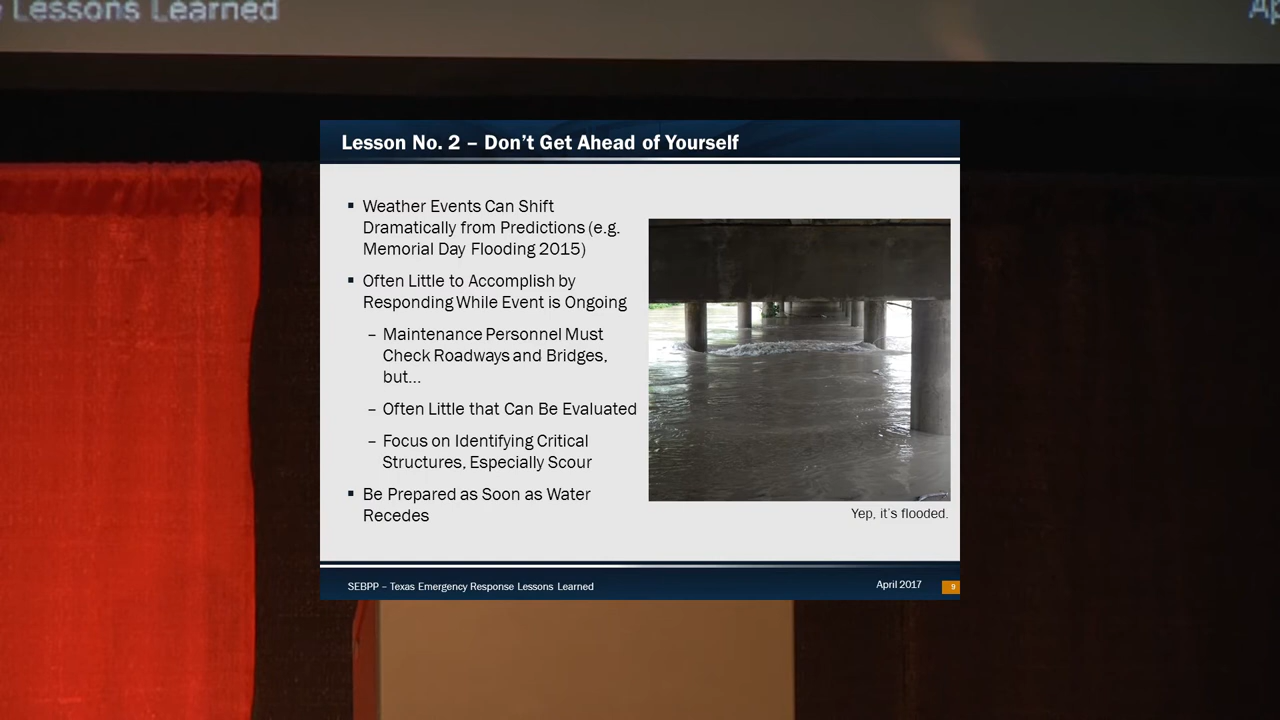 Lessons Learned
Lesson No. 2 – Don't Get Ahead of Yourself
▪ Weather Events Can Shift
Dramatically from Predictions (e.g.
Memorial Day Flooding 2015)
▪ Often Little to Accomplish by
Responding While Event is Ongoing
– Maintenance Personnel Must
Check Roadways and Bridges,
but...
– Often Little that Can Be Evaluated
– Focus on Identifying Critical
Structures, Especially Scour
▪ Be Prepared as Soon as Water
Recedes
Yep, it's flooded.
SEBPP – Texas Emergency Response Lessons Learned
April 2017
9